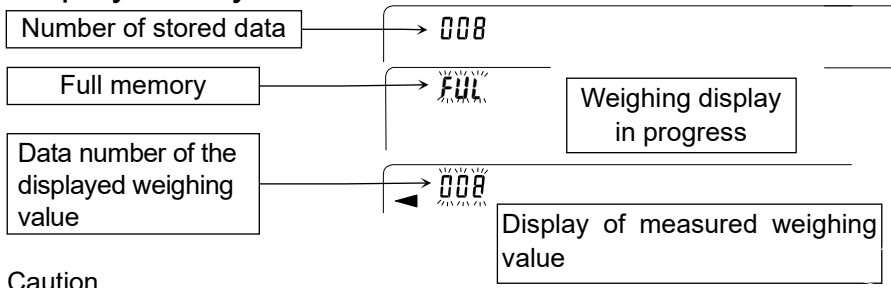 Number of stored data
008
Full memory
FUL
Weighing display
in progress
Data number of the
displayed weighing
value
008
Display of measured weighing
value
Caution